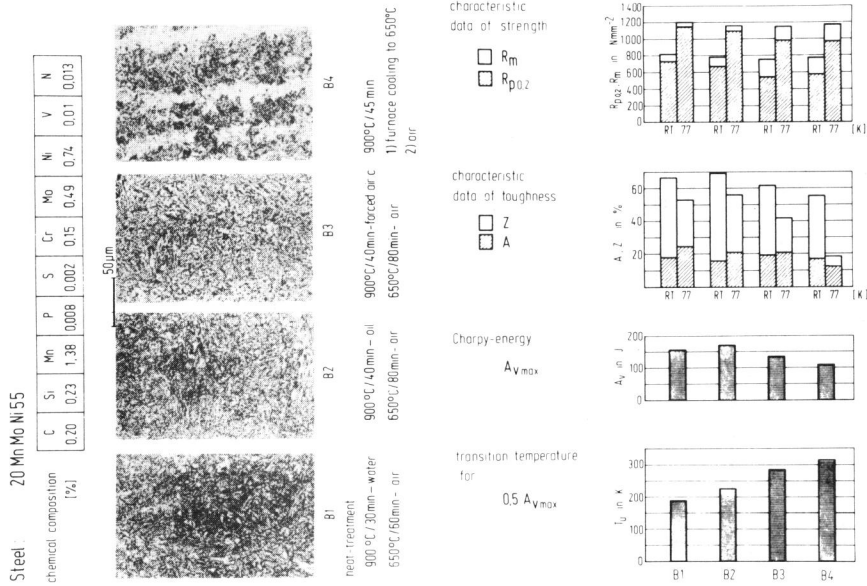 Steel : 20 Mn Mo Ni 55
chemical composition [%]
C Si Mn P S Cr Mo Ni V N
0,20 0,23 1,38 0,008 0,002 0,15 0,49 0,74 0,01 0,013
50µm
B1 B2 B3 B4
heat-treatment
900°C/30min – water
650°C/60min – air
900°C/40min – oil
650°C/80min – air
900°C/40min-forced air c
650°C/80min – air
900°C/45 min
1) furnace cooling to 650°C
2) air
characteristic
data of strength
Rm
Rp0,2
Rp0,2, Rm in Nmm-2
1400
1200
1000
800
600
400
200
0
RT 77 RT 77 RT 77 RT 77 [K]
characteristic
data of toughness
Z
A
A, Z in %
60
40
20
RT 77 RT 77 RT 77 RT 77 [K]
Charpy-energy
Av max
Av in J
200
100
0
transition temperature
for
0,5 Av max
Tü in K
300
200
100
0
B1 B2 B3 B4